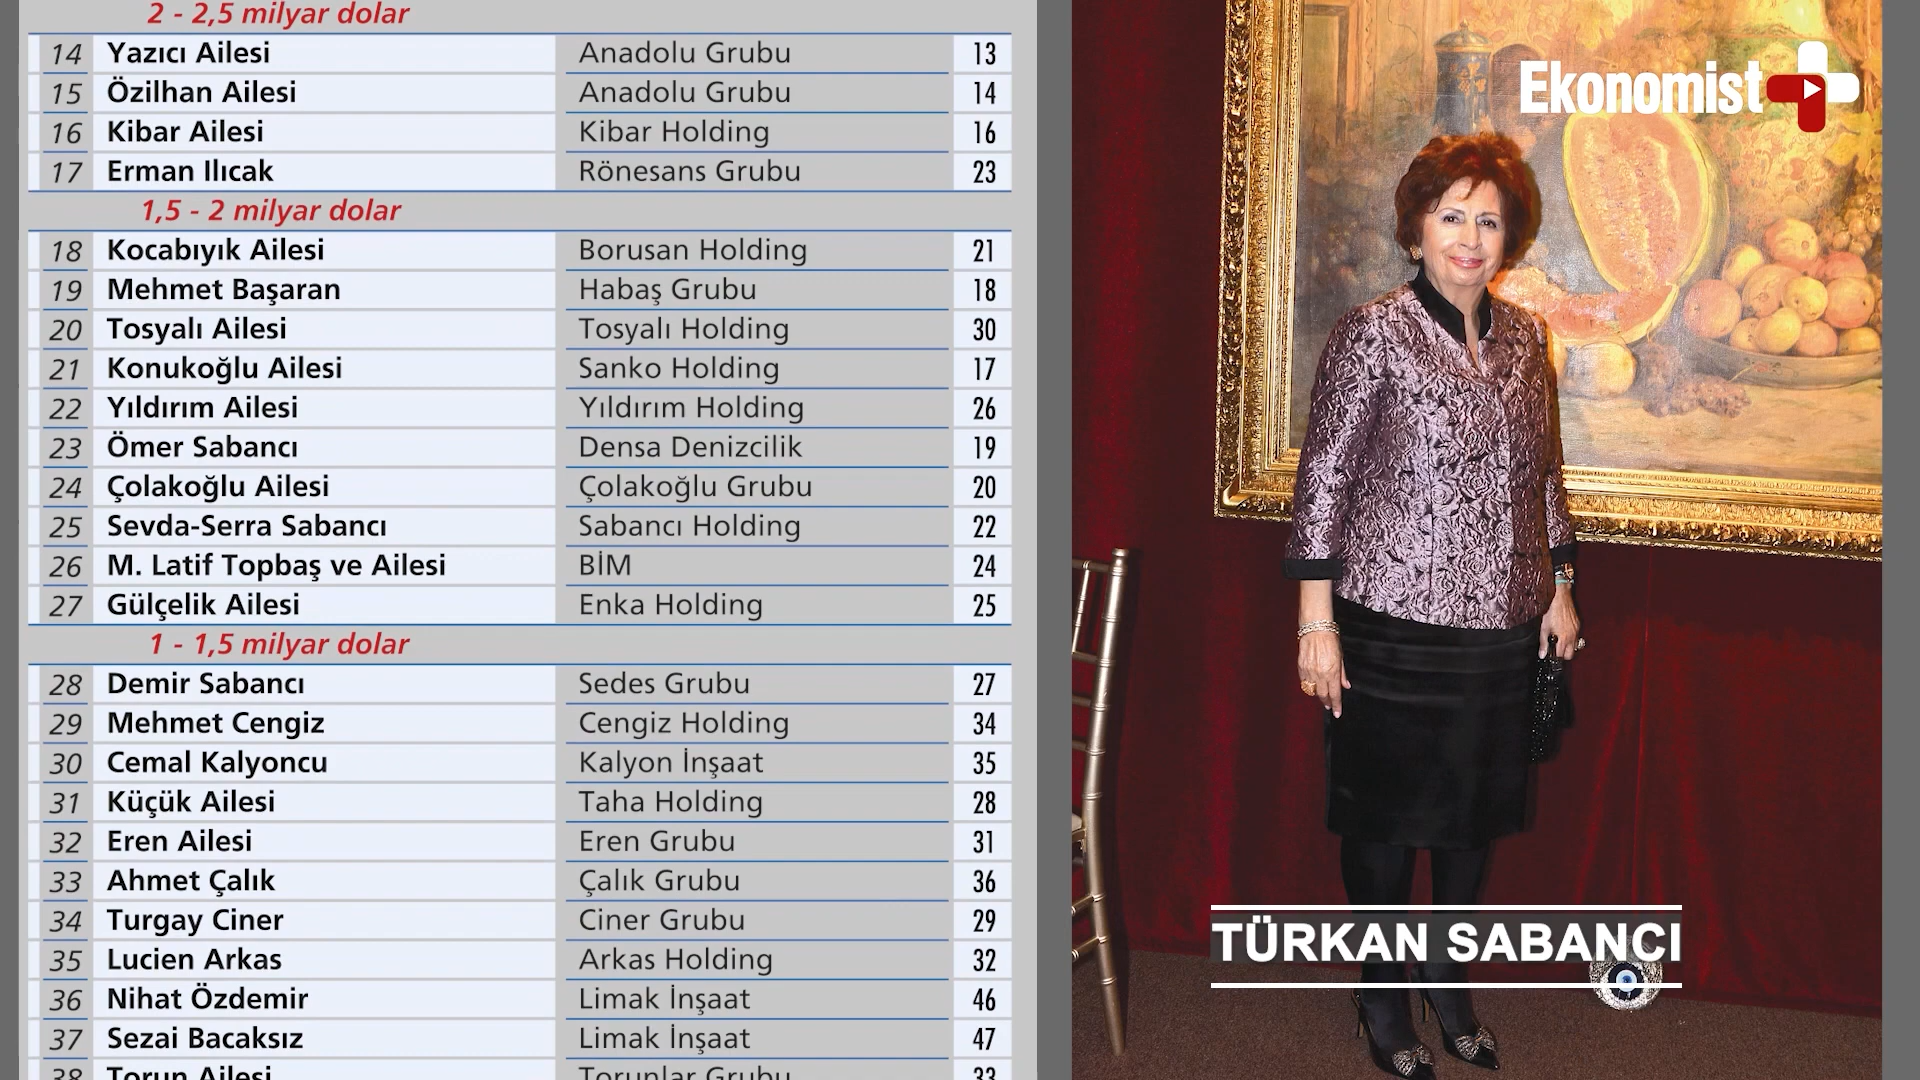 2 - 2,5 milyar dolar
14 Yazıcı Ailesi Anadolu Grubu 13
15 Özilhan Ailesi Anadolu Grubu 14
16 Kibar Ailesi Kibar Holding 16
17 Erman Ilıcak Rönesans Grubu 23
1,5 - 2 milyar dolar
18 Kocabıyık Ailesi Borusan Holding 21
19 Mehmet Başaran Habaş Grubu 18
20 Tosyalı Ailesi Tosyalı Holding 30
21 Konukoğlu Ailesi Sanko Holding 17
22 Yıldırım Ailesi Yıldırım Holding 26
23 Ömer Sabancı Densa Denizcilik 19
24 Çolakoğlu Ailesi Çolakoğlu Grubu 20
25 Sevda-Serra Sabancı Sabancı Holding 22
26 M. Latif Topbaş ve Ailesi BİM 24
27 Gülçelik Ailesi Enka Holding 25
1 - 1,5 milyar dolar
28 Demir Sabancı Sedes Grubu 27
29 Mehmet Cengiz Cengiz Holding 34
30 Cemal Kalyoncu Kalyon İnşaat 35
31 Küçük Ailesi Taha Holding 28
32 Eren Ailesi Eren Grubu 31
33 Ahmet Çalık Çalık Grubu 36
34 Turgay Ciner Ciner Grubu 29
35 Lucien Arkas Arkas Holding 32
36 Nihat Özdemir Limak İnşaat 46
37 Sezai Bacaksız Limak İnşaat 47
38 Torun Ailesi Torunlar Grubu 33
Ekonomist
TÜRKAN SABANCI